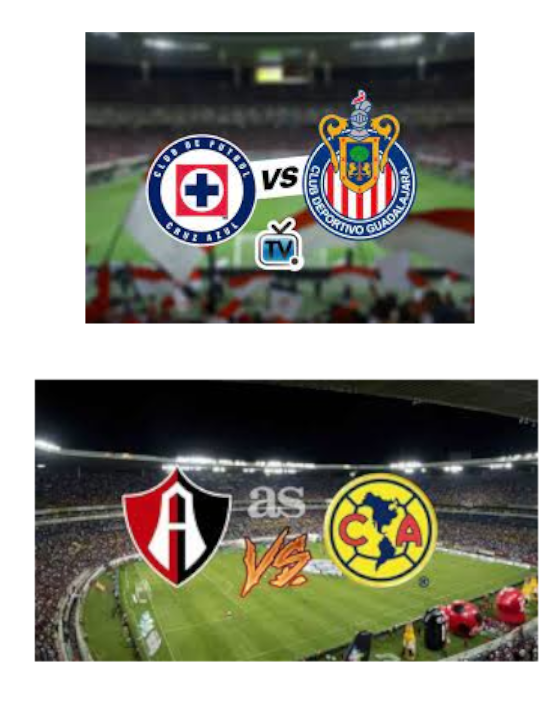 CLUB DE FUTBOL
CRUZ AZUL
VS
CLUB DEPORTIVO GUADALAJARA
TV
as
A
VS.
CA
®